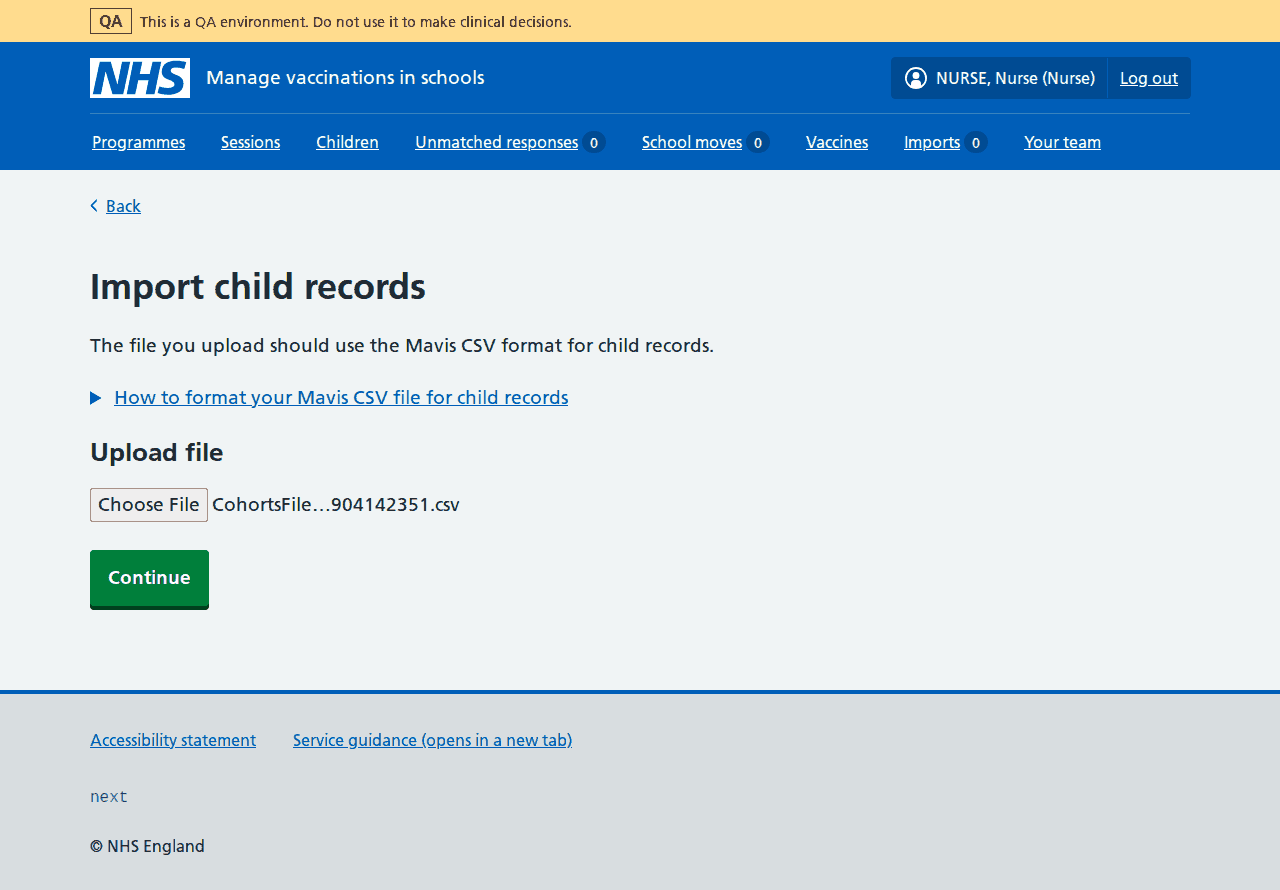 QA This is a QA environment. Do not use it to make clinical decisions.
NHS Manage vaccinations in schools NURSE, Nurse (Nurse) Log out
Programmes Sessions Children Unmatched responses 0 School moves 0 Vaccines Imports 0 Your team
Back
Import child records
The file you upload should use the Mavis CSV format for child records.
How to format your Mavis CSV file for child records
Upload file
Choose File CohortsFile…904142351.csv
Continue
Accessibility statement Service guidance (opens in a new tab)
next
© NHS England